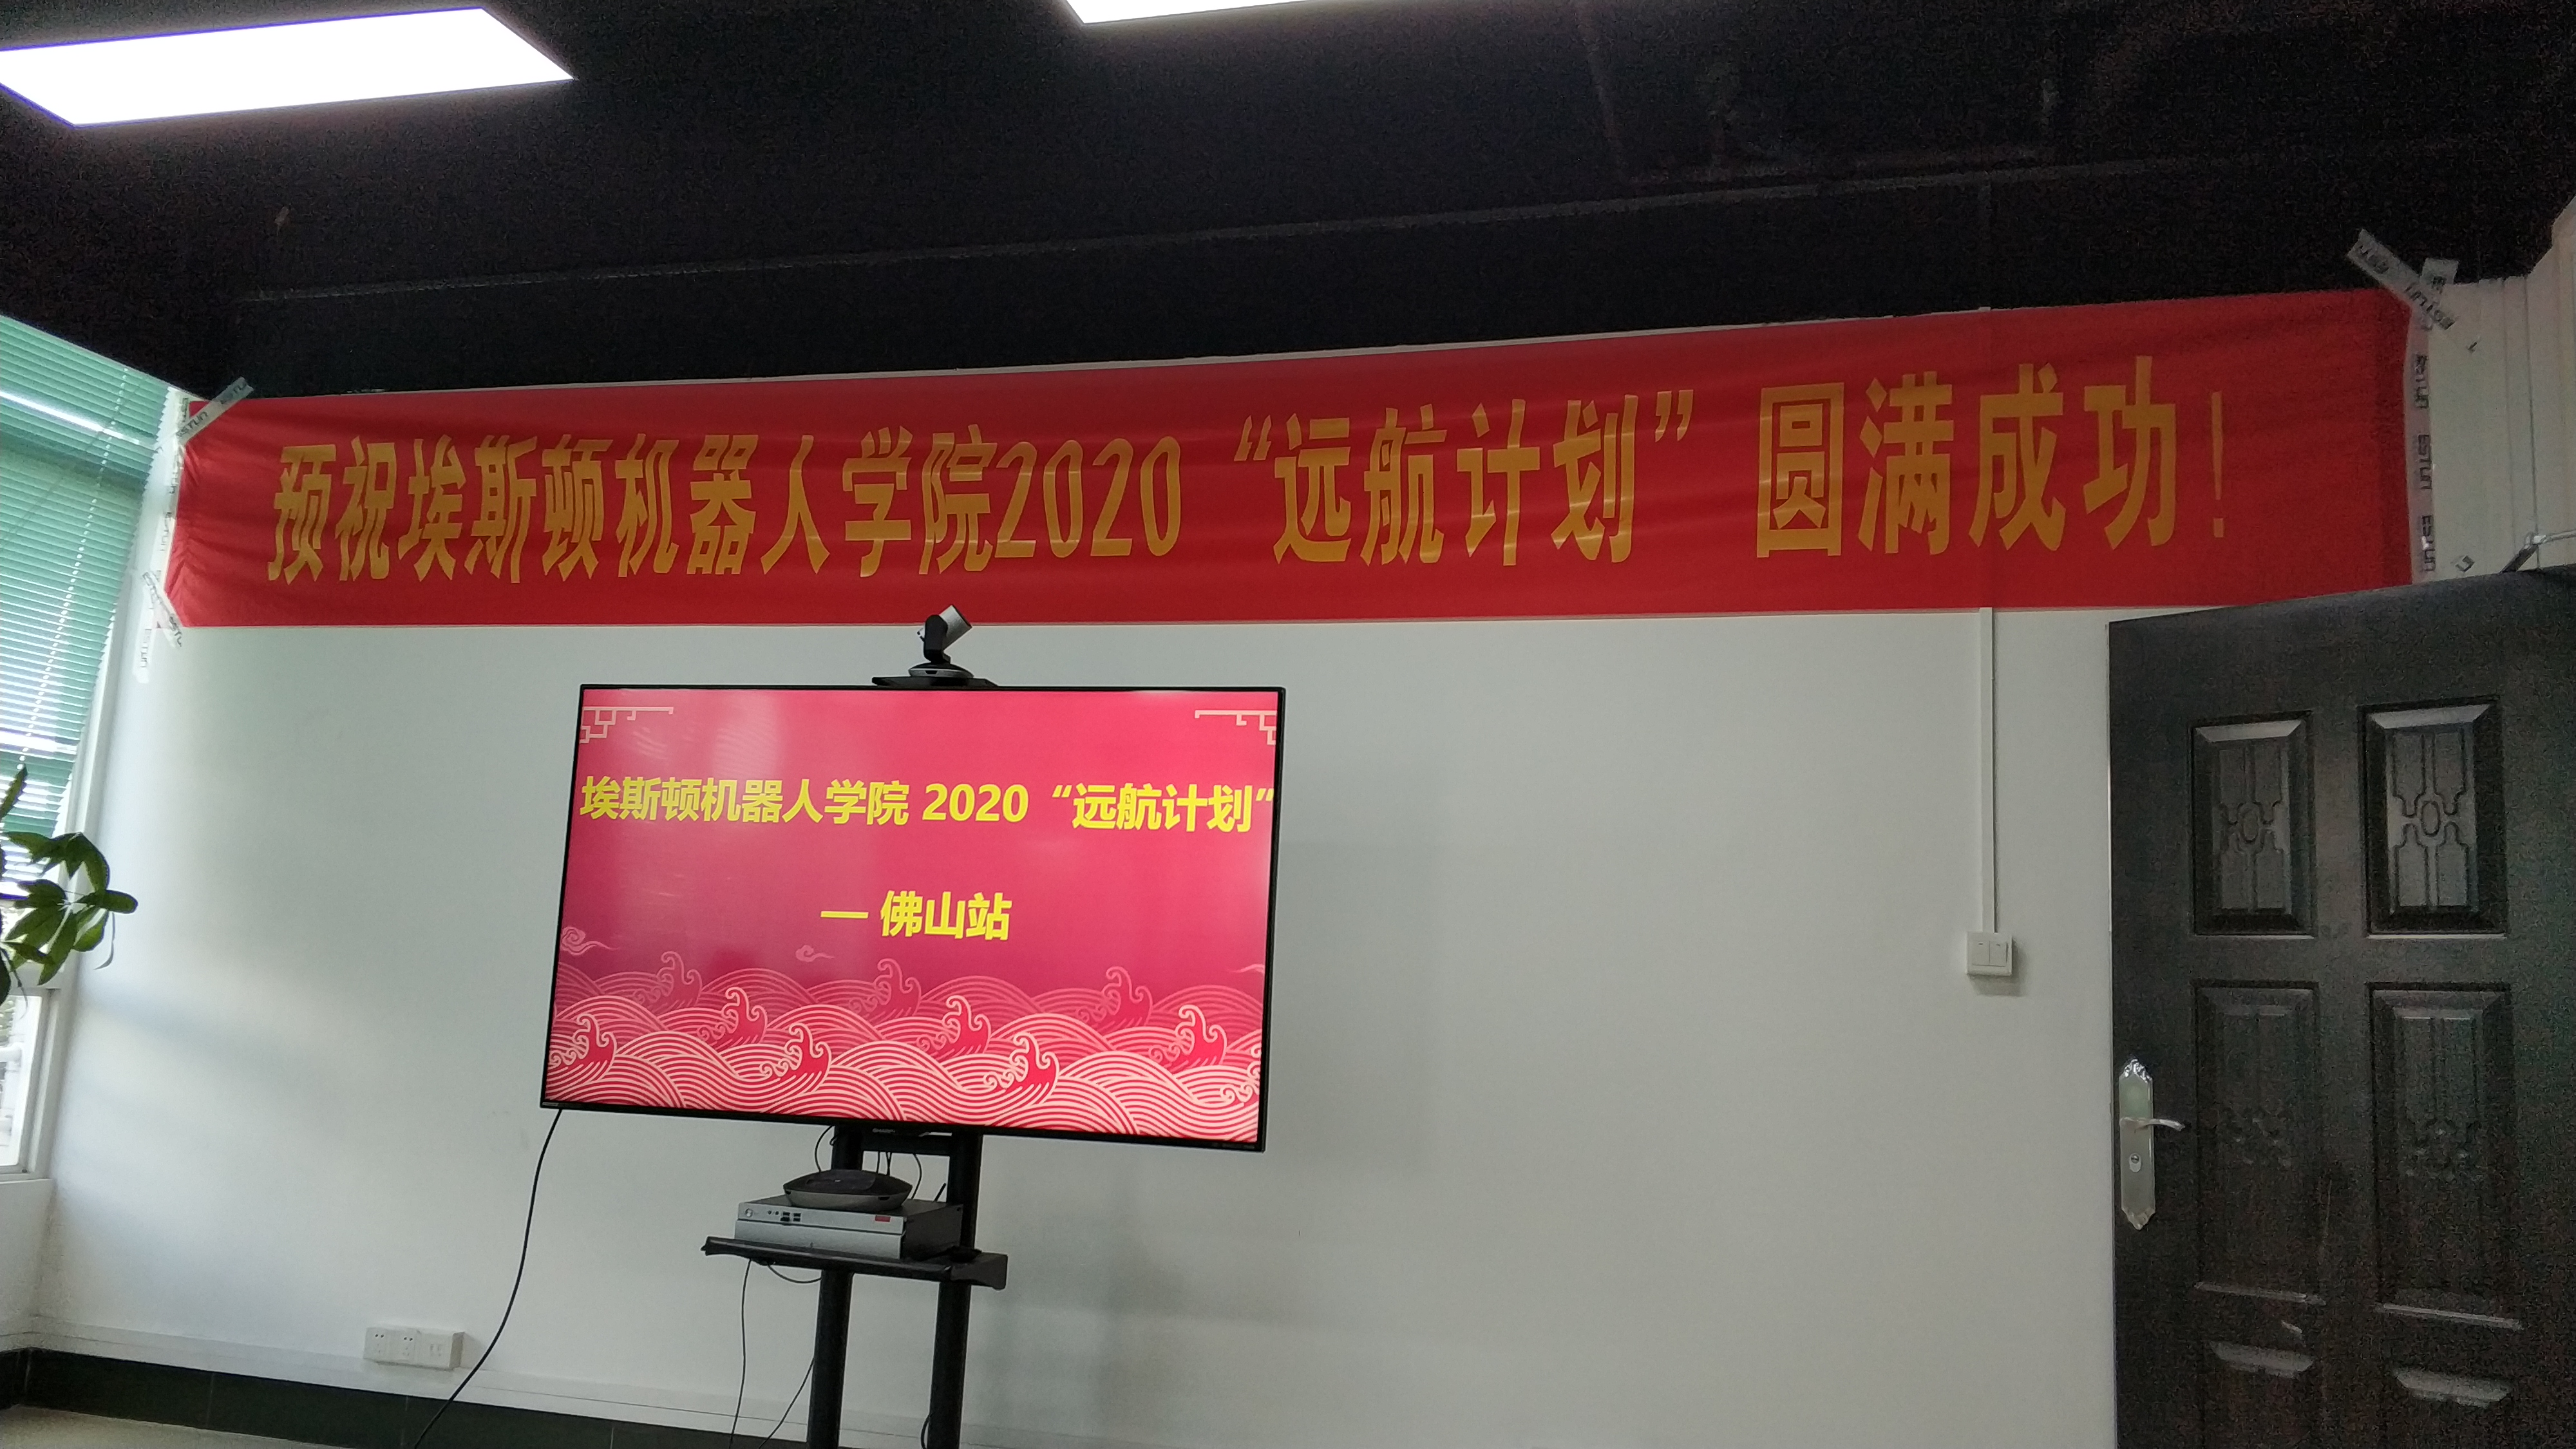 预祝埃斯顿机器人学院2020“远航计划”圆满成功！
埃斯顿机器人学院 2020“远航计划”
— 佛山站